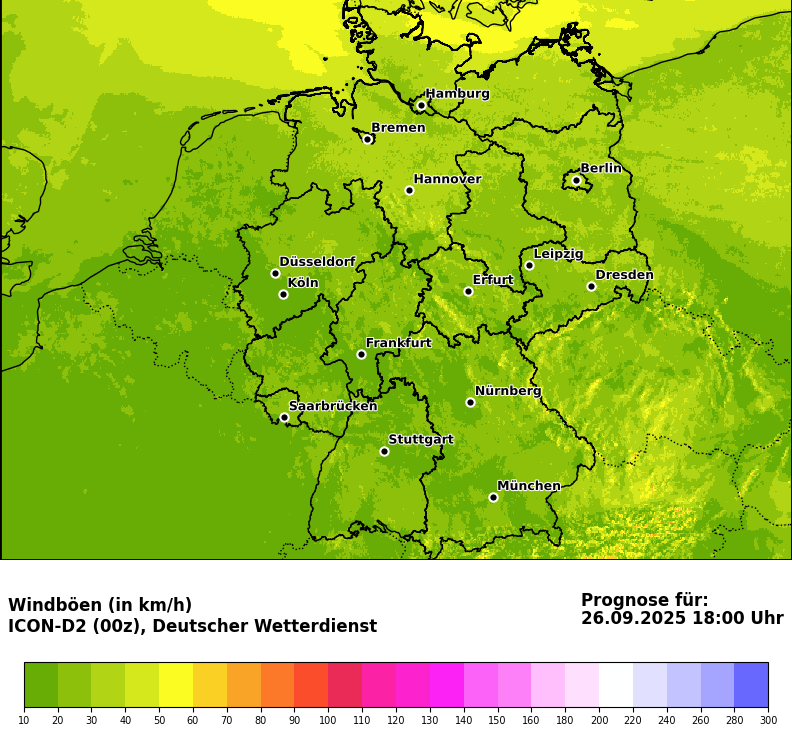 Hamburg
Bremen
Berlin
Hannover
Leipzig
Düsseldorf
Dresden
Köln
Erfurt
Frankfurt
Nürnberg
Saarbrücken
Stuttgart
München
Windböen (in km/h)
ICON-D2 (00z), Deutscher Wetterdienst
Prognose für:
26.09.2025 18:00 Uhr
10 20 30 40 50 60 70 80 90 100 110 120 130 140 150 160 180 200 220 240 260 280 300